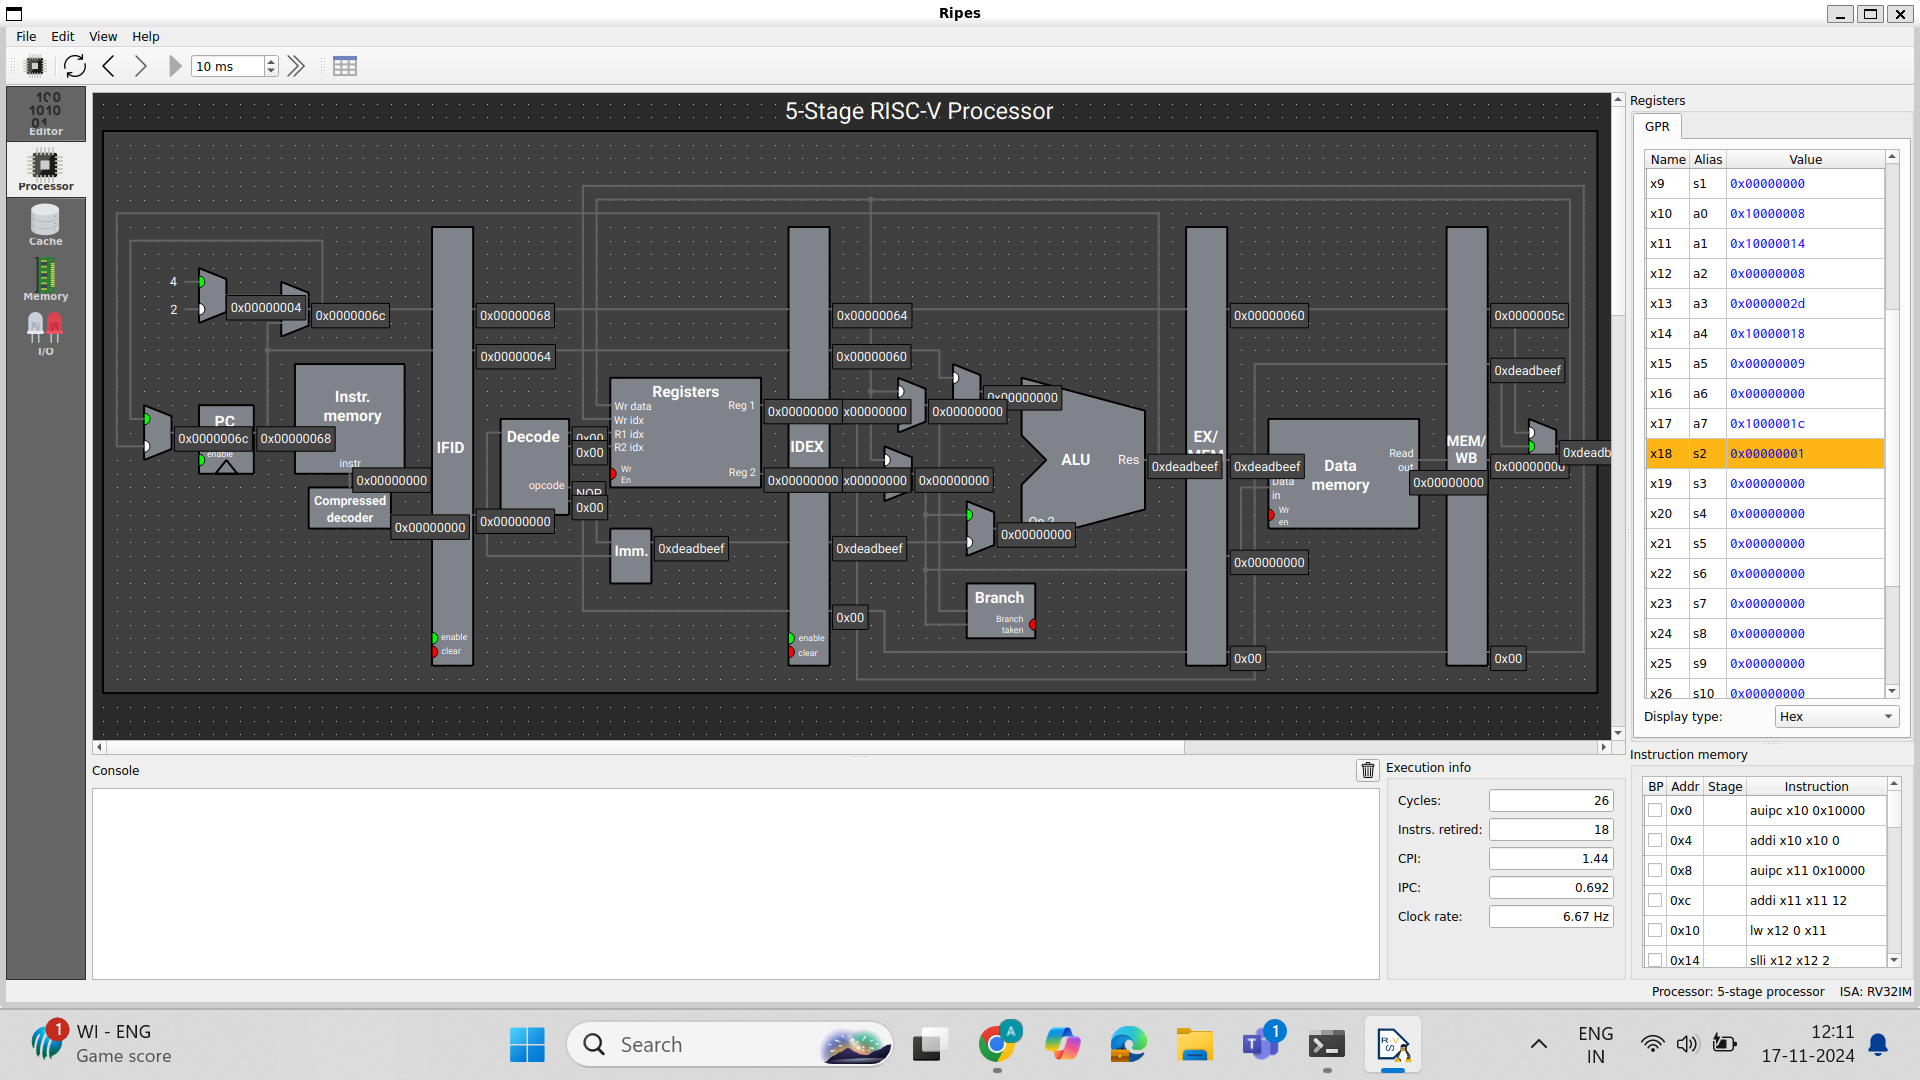 Ripes
File Edit View Help
10 ms
Editor
Processor
Cache
Memory
I/O
5-Stage RISC-V Processor
4
2
0x00000004
0x0000006c
0x00000068
0x00000064
0x00000064
0x00000060
0x00000060
0x0000005c
0xdeadbeef
PC
enable
0x0000006c
0x00000068
Instr.
memory
instr
0x00000000
Compressed
decoder
0x00000000
IFID
enable
clear
0x00000000
Decode
opcode
0x00
0x00
NOP
0x00
Registers
Wr data
Wr idx
R1 idx
R2 idx
Wr
En
Reg 1
Reg 2
Imm.
0xdeadbeef
0x00000000
0x00000000
IDEX
enable
clear
x00000000
x00000000
0xdeadbeef
0x00
0x00000000
0x00000000
0x00000000
0x00000000
ALU
Res
Op 2
Branch
Branch
taken
0xdeadbeef
EX/
MEM
0xdeadbeef
0x00000000
0x00
Data
memory
Data
in
Wr
en
Read
out
0x00000000
MEM/
WB
0x00000000
0x00
0xdeadb
Registers
GPR
Name Alias Value
x9 s1 0x00000000
x10 a0 0x10000008
x11 a1 0x10000014
x12 a2 0x00000008
x13 a3 0x0000002d
x14 a4 0x10000018
x15 a5 0x00000009
x16 a6 0x00000000
x17 a7 0x1000001c
x18 s2 0x00000001
x19 s3 0x00000000
x20 s4 0x00000000
x21 s5 0x00000000
x22 s6 0x00000000
x23 s7 0x00000000
x24 s8 0x00000000
x25 s9 0x00000000
x26 s10 0x00000000
Display type: Hex
Console
Execution info
Cycles: 26
Instrs. retired: 18
CPI: 1.44
IPC: 0.692
Clock rate: 6.67 Hz
Instruction memory
BP Addr Stage Instruction
0x0 auipc x10 0x10000
0x4 addi x10 x10 0
0x8 auipc x11 0x10000
0xc addi x11 x11 12
0x10 lw x12 0 x11
0x14 slli x12 x12 2
Processor: 5-stage processor ISA: RV32IM
1
WI - ENG
Game score
Search
A
1
ENG
IN
12:11
17-11-2024